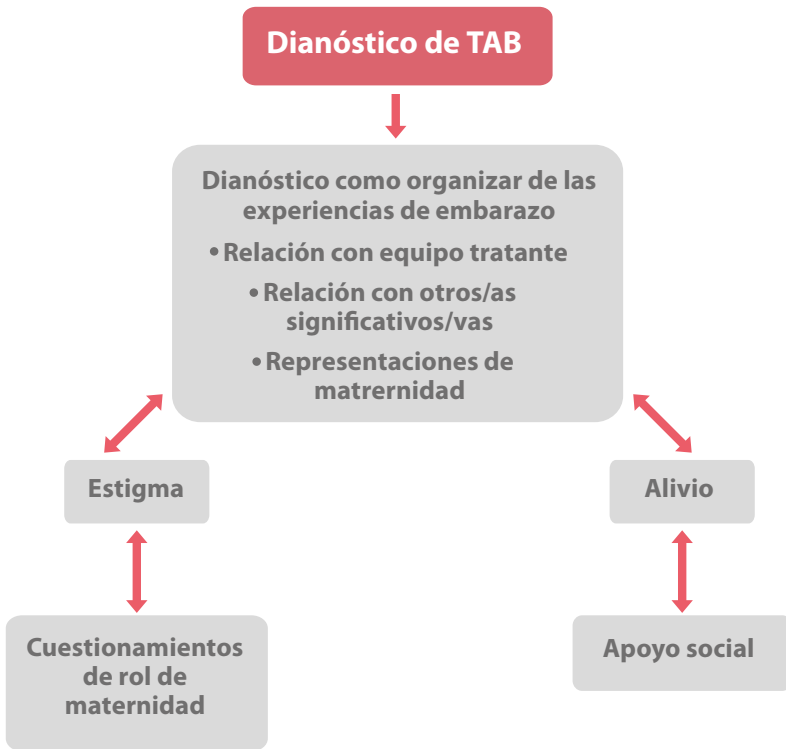 Dianóstico de TAB
Dianóstico como organizar de las
experiencias de embarazo
•Relación con equipo tratante
•Relación con otros/as
significativos/vas
•Representaciones de
matrernidad
Estigma
Alivio
Cuestionamientos
de rol de
maternidad
Apoyo social